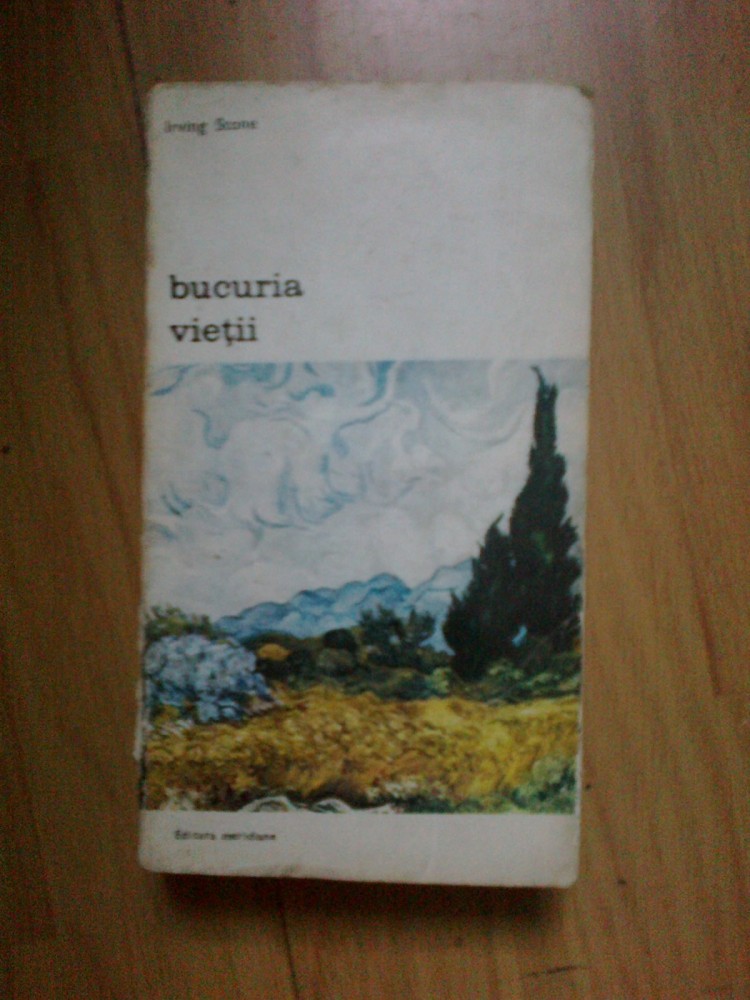 Irving Stone
bucuria
vieții
Editura meridiane